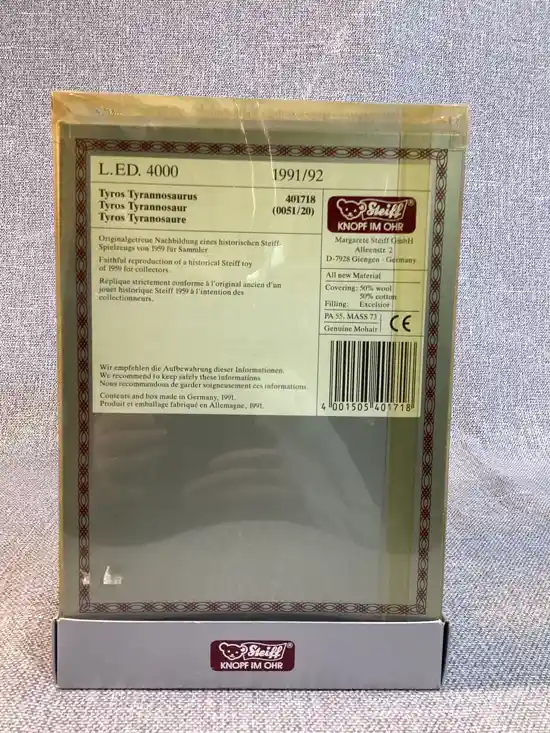 L.ED. 4000 1991/92
Tyros Tyrannosaurus 401718
Tyros Tyrannosaur (0051/20)
Tyros Tyranosaure
Originalgetreue Nachbildung eines historischen Steiff-
Spielzeugs von 1959 für Sammler
Faithful reproduction of a historical Steiff toy
of 1959 for collectors.
Réplique strictement conforme à l'original ancien d'un
jouet historique Steiff 1959 à l'intention des
collectionneurs.
Wir empfehlen die Aufbewahrung dieser Informationen.
We recommend to keep safely these informations
Nous recommandons de garder soigneusement ces informations
Contents and box made in Germany, 1991.
Produit et emballage fabriqué en Allemagne, 1991.
Steiff®
KNOPF IM OHR
Margarete Steiff GmbH
Alleenstr. 2
D-7928 Giengen · Germany
All new Material
Covering: 50% wool
50% cotton
Filling: Excelsior
PA 55, MASS 73
Genuine Mohair
CE
4 001505 401718
Steiff®
KNOPF IM OHR